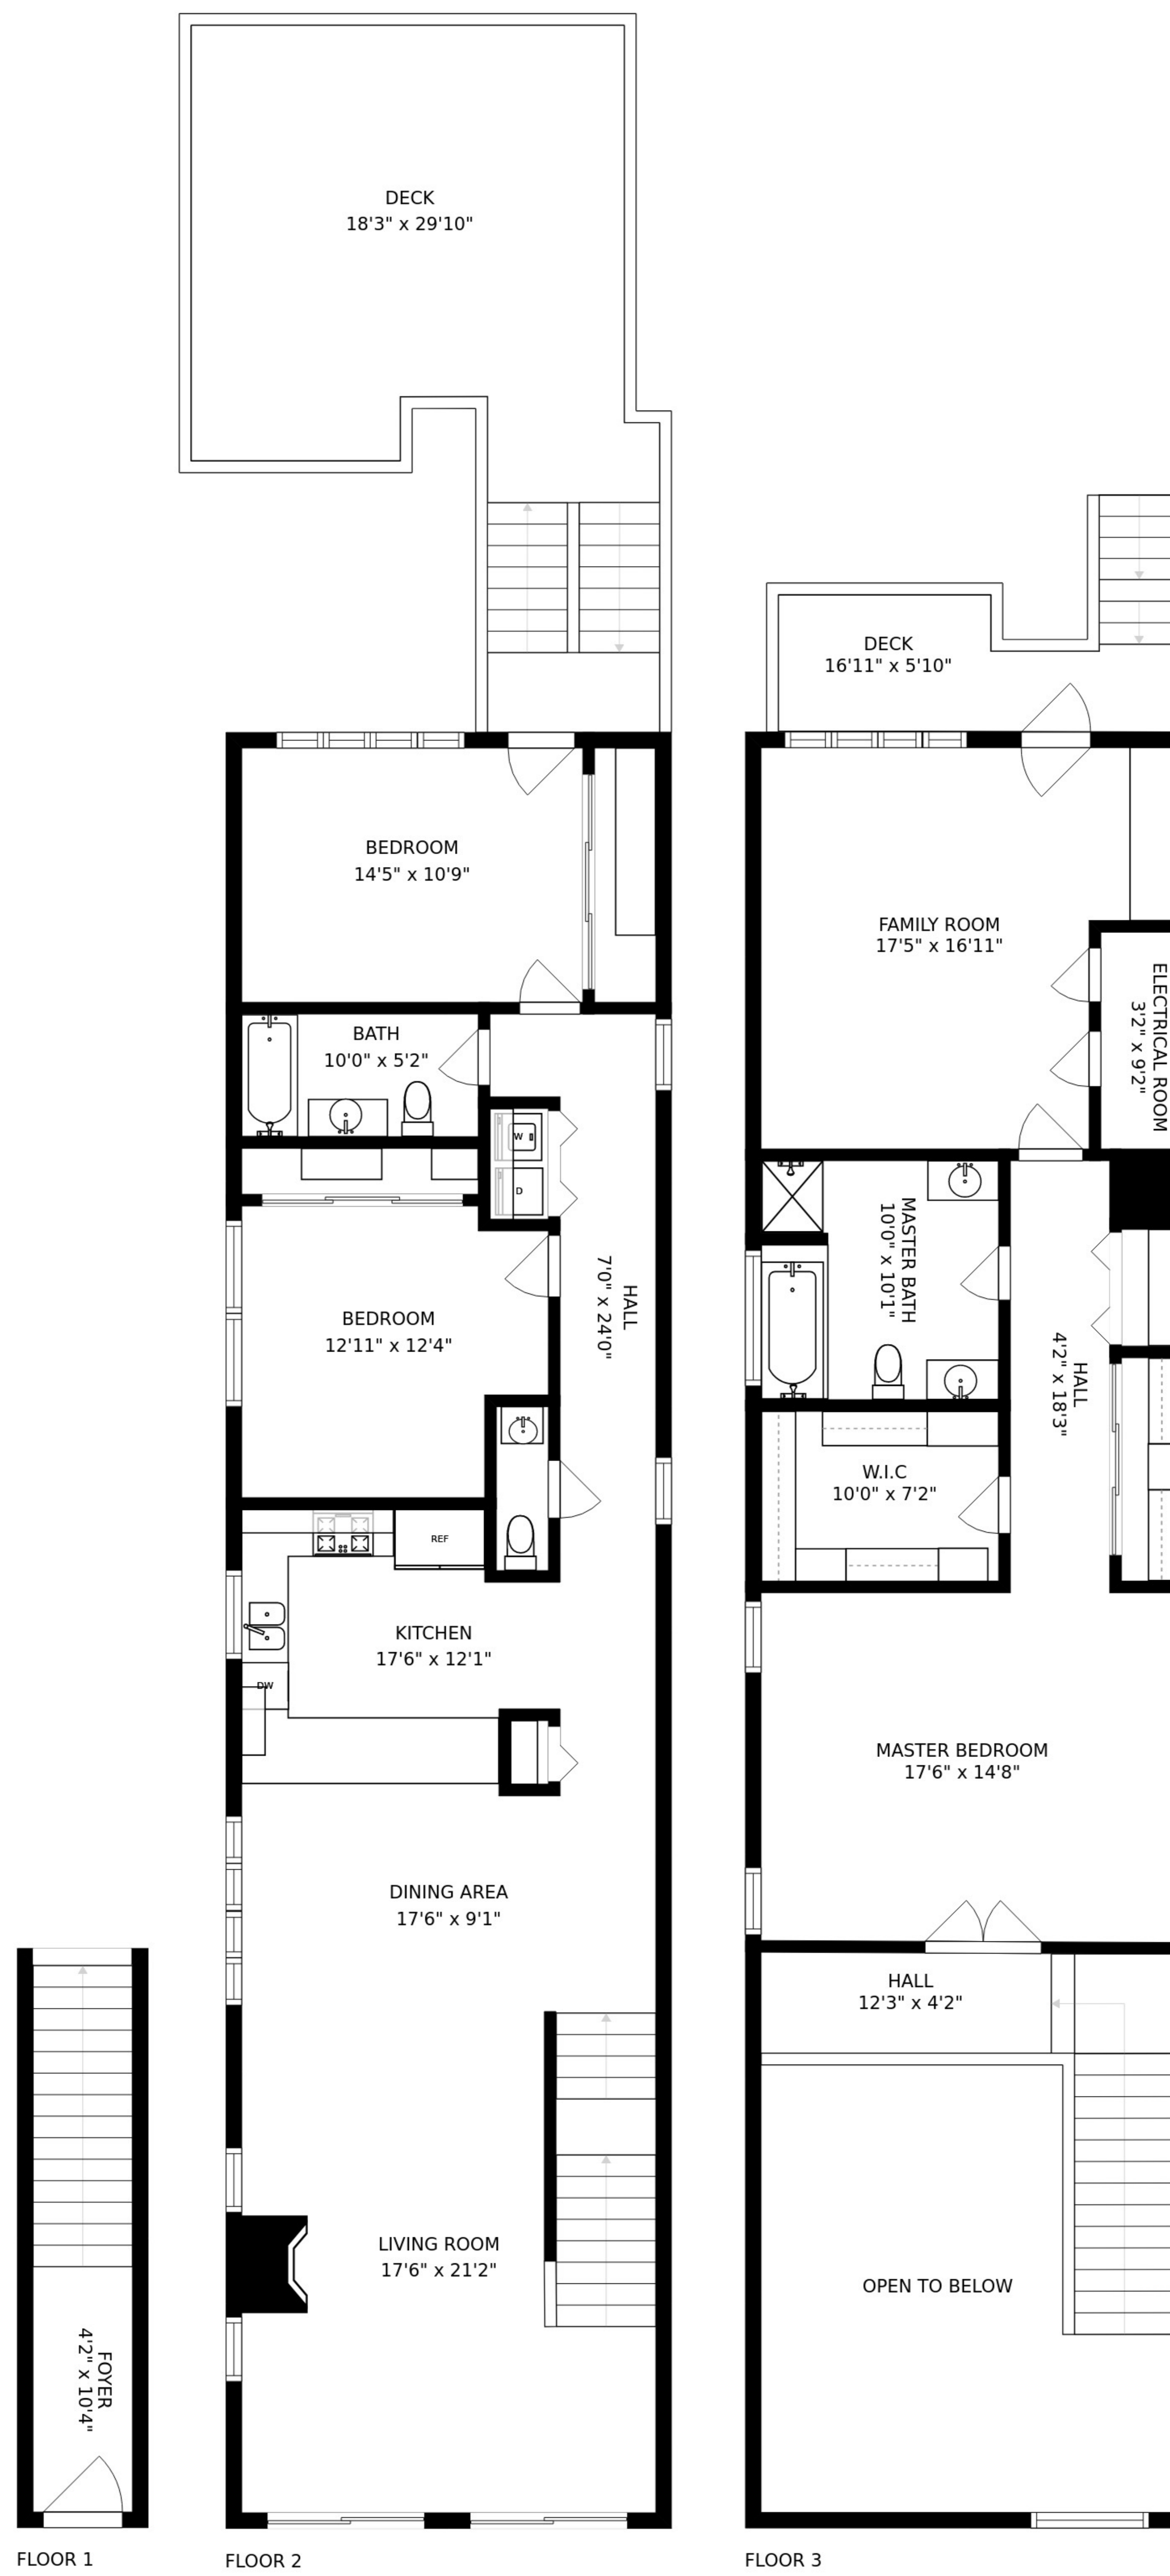 DECK
18'3" x 29'10"
BEDROOM
14'5" x 10'9"
BATH
10'0" x 5'2"
W
D
HALL
7'0" x 24'0"
BEDROOM
12'11" x 12'4"
REF
KITCHEN
17'6" x 12'1"
DW
DINING AREA
17'6" x 9'1"
LIVING ROOM
17'6" x 21'2"
FOYER
4'2" x 10'4"
DECK
16'11" x 5'10"
FAMILY ROOM
17'5" x 16'11"
ELECTRICAL ROOM
3'2" x 9'2"
MASTER BATH
10'0" x 10'1"
HALL
4'2" x 18'3"
W.I.C
10'0" x 7'2"
MASTER BEDROOM
17'6" x 14'8"
HALL
12'3" x 4'2"
OPEN TO BELOW
FLOOR 1
FLOOR 2
FLOOR 3